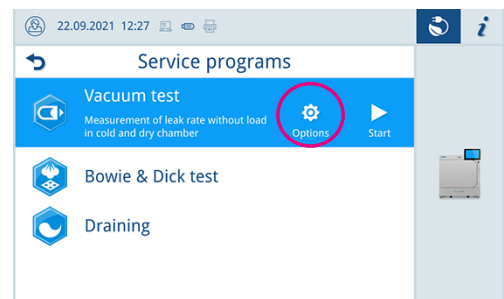 22.09.2021 12:27
i
Service programs
Vacuum test
Measurement of leak rate without load
in cold and dry chamber
Options
Start
Bowie & Dick test
Draining